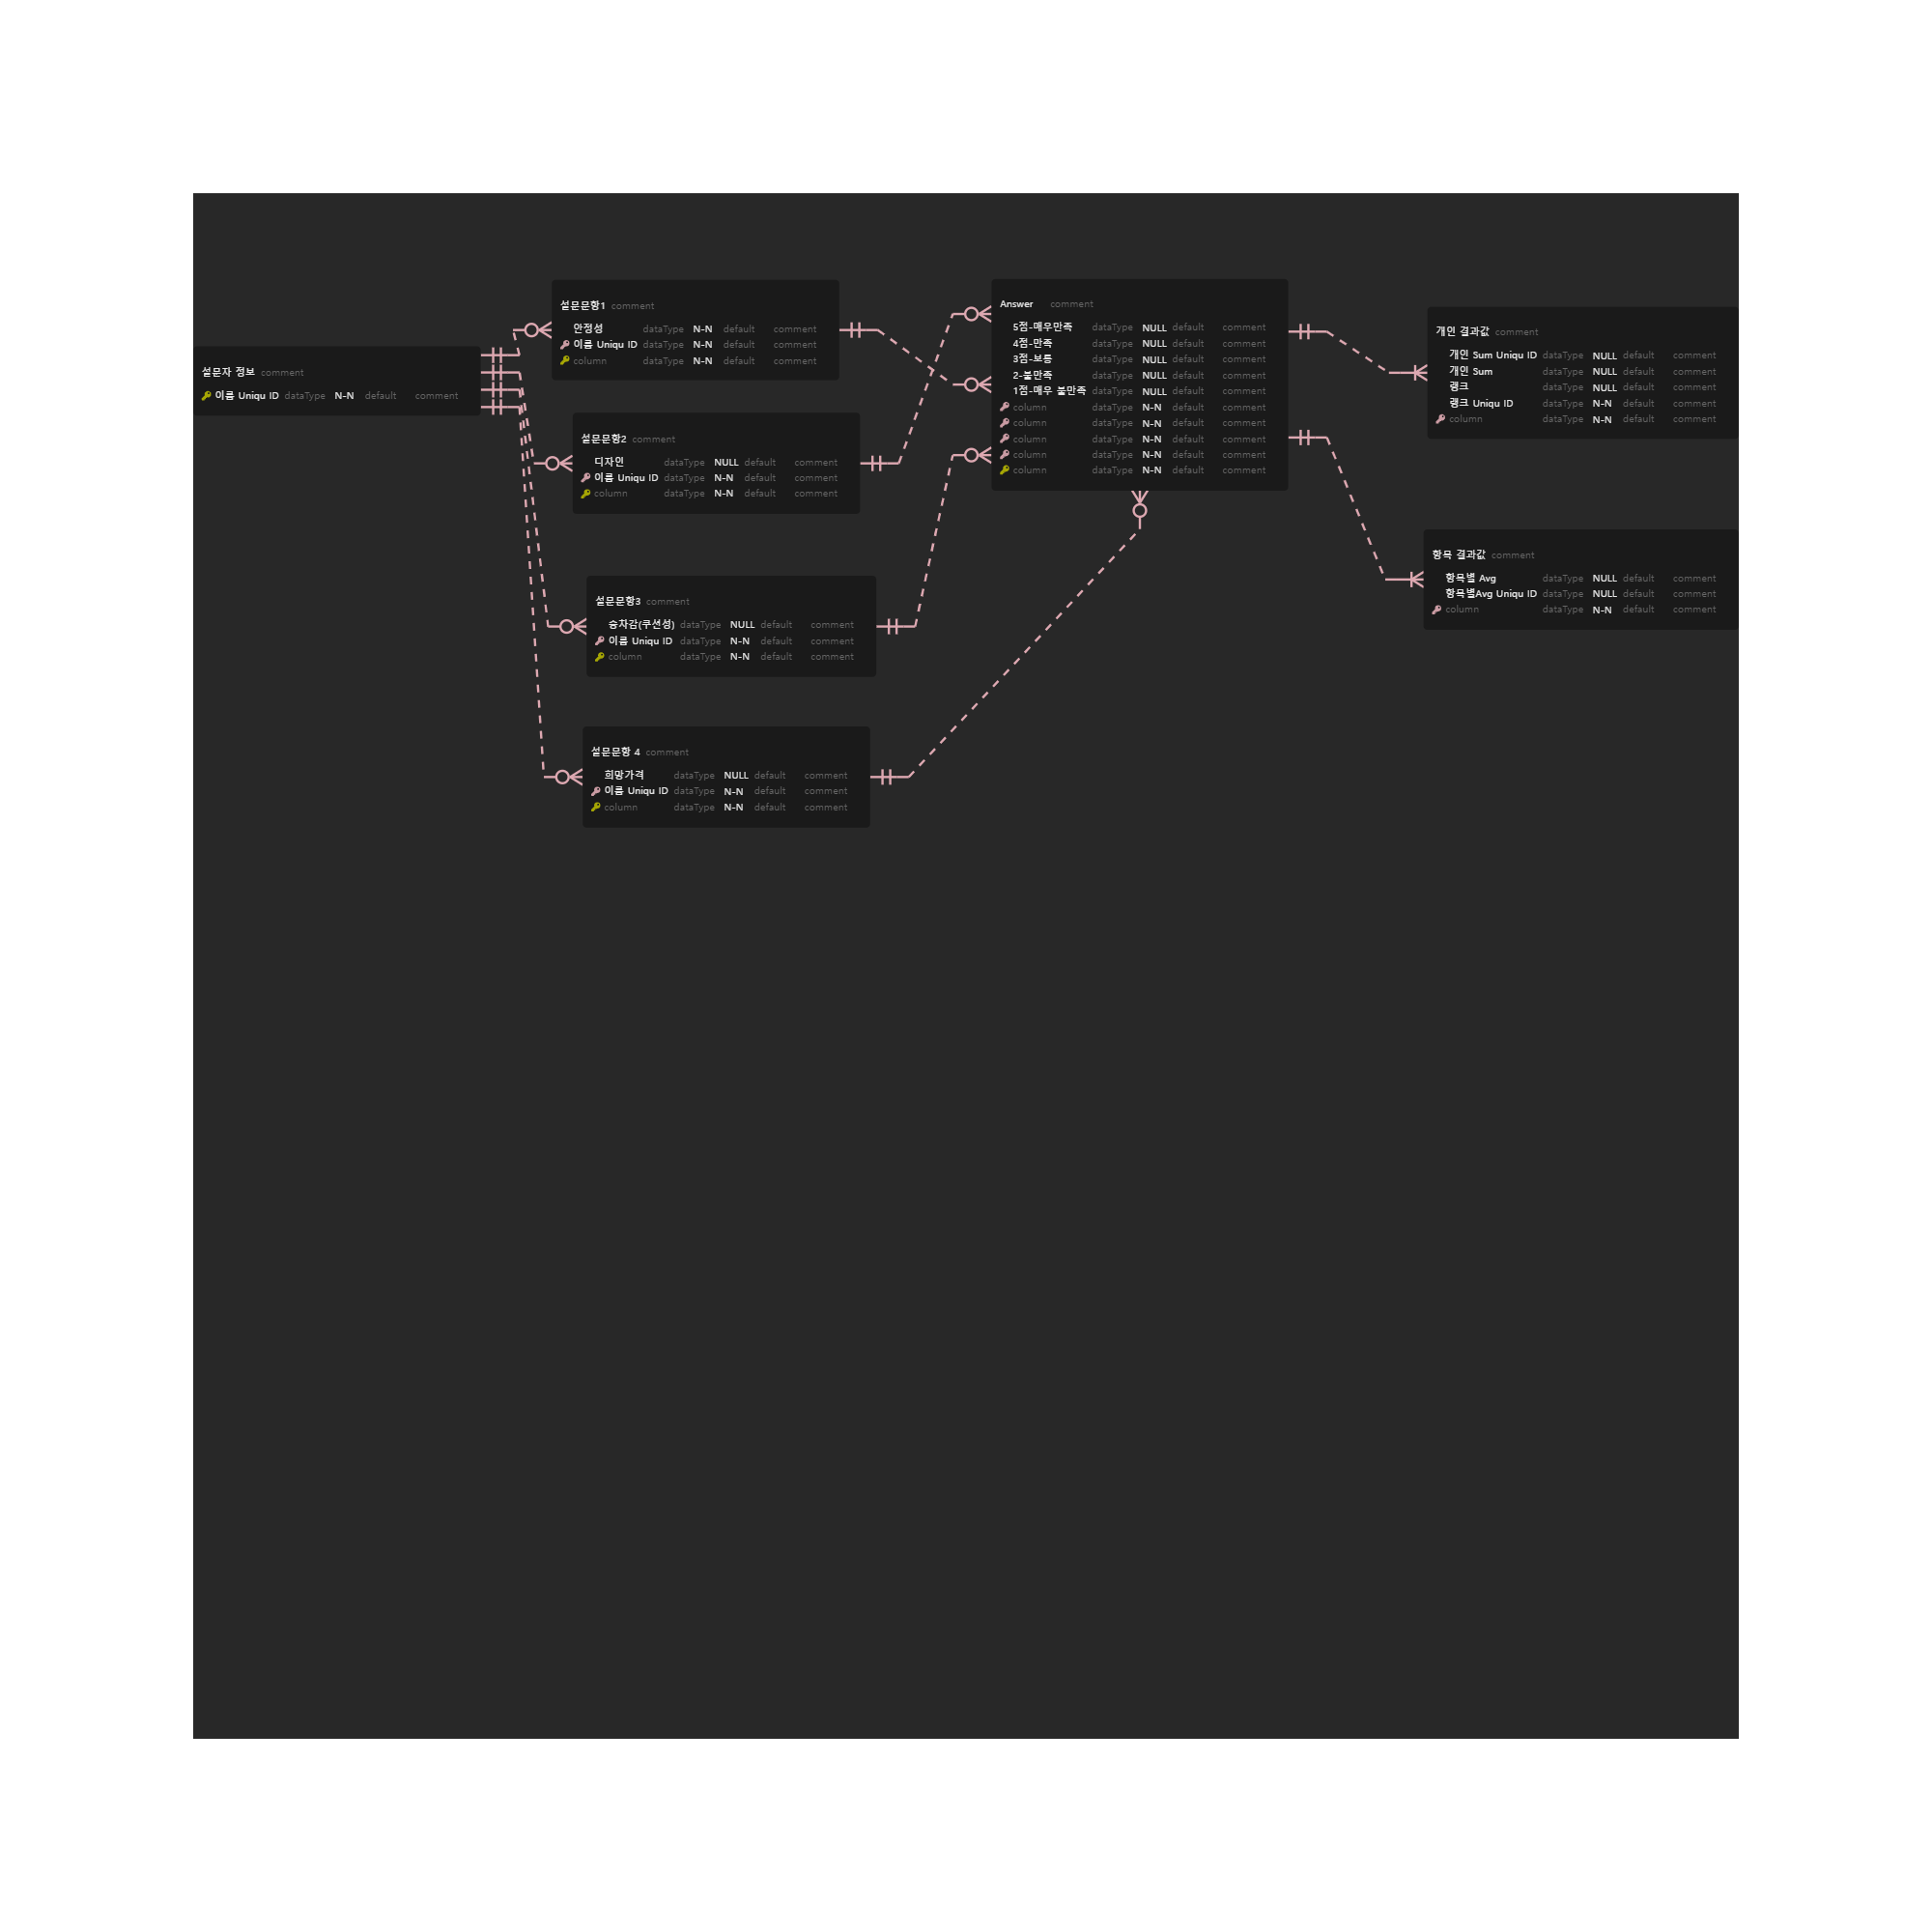 설문자 정보 comment
이름 Uniqu ID dataType N-N default comment
설문문항1 comment
안정성 dataType N-N default comment
이름 Uniqu ID dataType N-N default comment
column dataType N-N default comment
설문문항2 comment
디자인 dataType NULL default comment
이름 Uniqu ID dataType N-N default comment
column dataType N-N default comment
설문문항3 comment
승차감(쿠션성) dataType NULL default comment
이름 Uniqu ID dataType N-N default comment
column dataType N-N default comment
설문문항 4 comment
희망가격 dataType NULL default comment
이름 Uniqu ID dataType N-N default comment
column dataType N-N default comment
Answer comment
5점-매우만족 dataType NULL default comment
4점-만족 dataType NULL default comment
3점-보통 dataType NULL default comment
2-불만족 dataType NULL default comment
1점-매우 불만족 dataType NULL default comment
column dataType N-N default comment
column dataType N-N default comment
column dataType N-N default comment
column dataType N-N default comment
column dataType N-N default comment
개인 결과값 comment
개인 Sum Uniqu ID dataType NULL default comment
개인 Sum dataType NULL default comment
랭크 dataType NULL default comment
랭크 Uniqu ID dataType N-N default comment
column dataType N-N default comment
항목 결과값 comment
항목별 Avg dataType NULL default comment
항목별Avg Uniqu ID dataType NULL default comment
column dataType N-N default comment